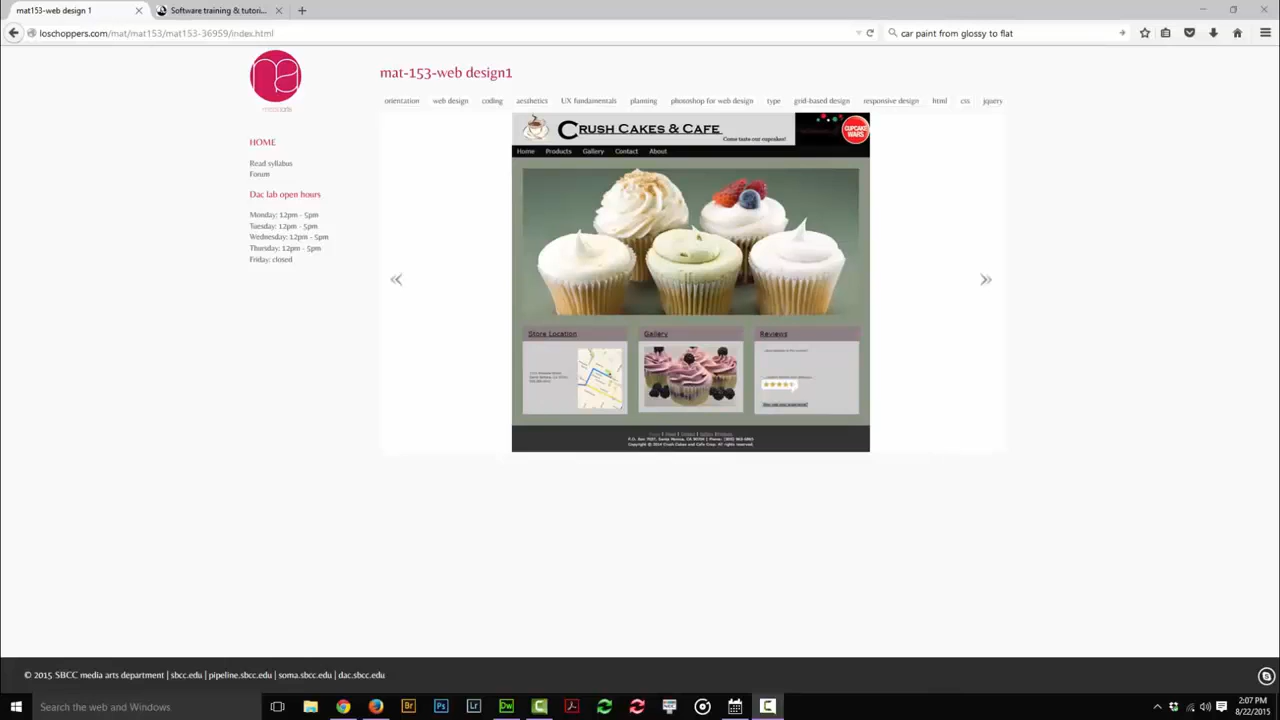 mat153-web design 1
Software training & tutori...
loschoppers.com/mat/mat153/mat153-36959/index.html
car paint from glossy to flat
arts
mat-153-web design1
orientation web design coding aesthetics UX fundamentals planning photoshop for web design type grid-based design responsive design html css jquery
CRUSH CAKES & CAFE
Come taste our cupcakes!
CUPCAKE
WARS
Home Products Gallery Contact About
HOME
Read syllabus
Forum
Dac lab open hours
Monday: 12pm - 5pm
Tuesday: 12pm - 5pm
Wednesday: 12pm - 5pm
Thursday: 12pm - 5pm
Friday: closed
Store Location Gallery Reviews
© 2015 SBCC media arts department | sbcc.edu | pipeline.sbcc.edu | soma.sbcc.edu | dac.sbcc.edu
Search the web and Windows
Br Ps Lr Dw
2:07 PM
8/22/2015